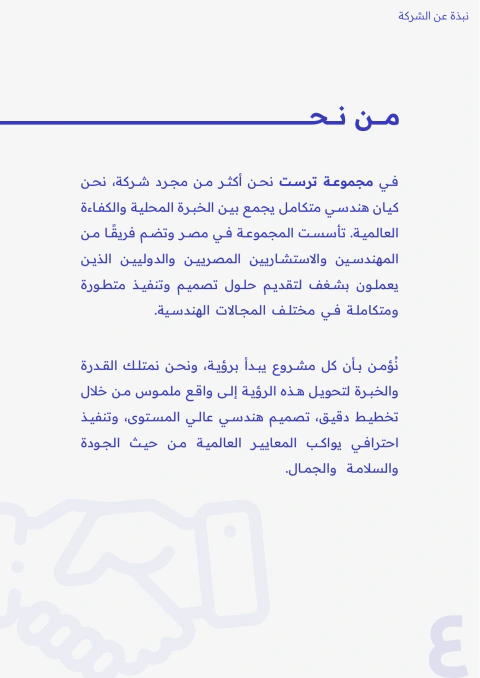 نبذة عن الشركة
مـن نـحـ
في مجموعة ترست نحن أكثر من مجرد شركة، نحن
كيان هندسي متكامل يجمع بين الخبرة المحلية والكفاءة
العالمية. تأسست المجموعة في مصر وتضم فريقًا من
المهندسين والاستشاريين المصريين والدوليين الذين
يعملون بشغف لتقديم حلول تصميم وتنفيذ متطورة
ومتكاملة في مختلف المجالات الهندسية.
نُؤمن بأن كل مشروع يبدأ برؤية، ونحن نمتلك القدرة
والخبرة لتحويل هذه الرؤية إلى واقع ملموس من خلال
تخطيط دقيق، تصميم هندسي عالي المستوى، وتنفيذ
احترافي يواكب المعايير العالمية من حيث الجودة
والسلامة والجمال.
٤